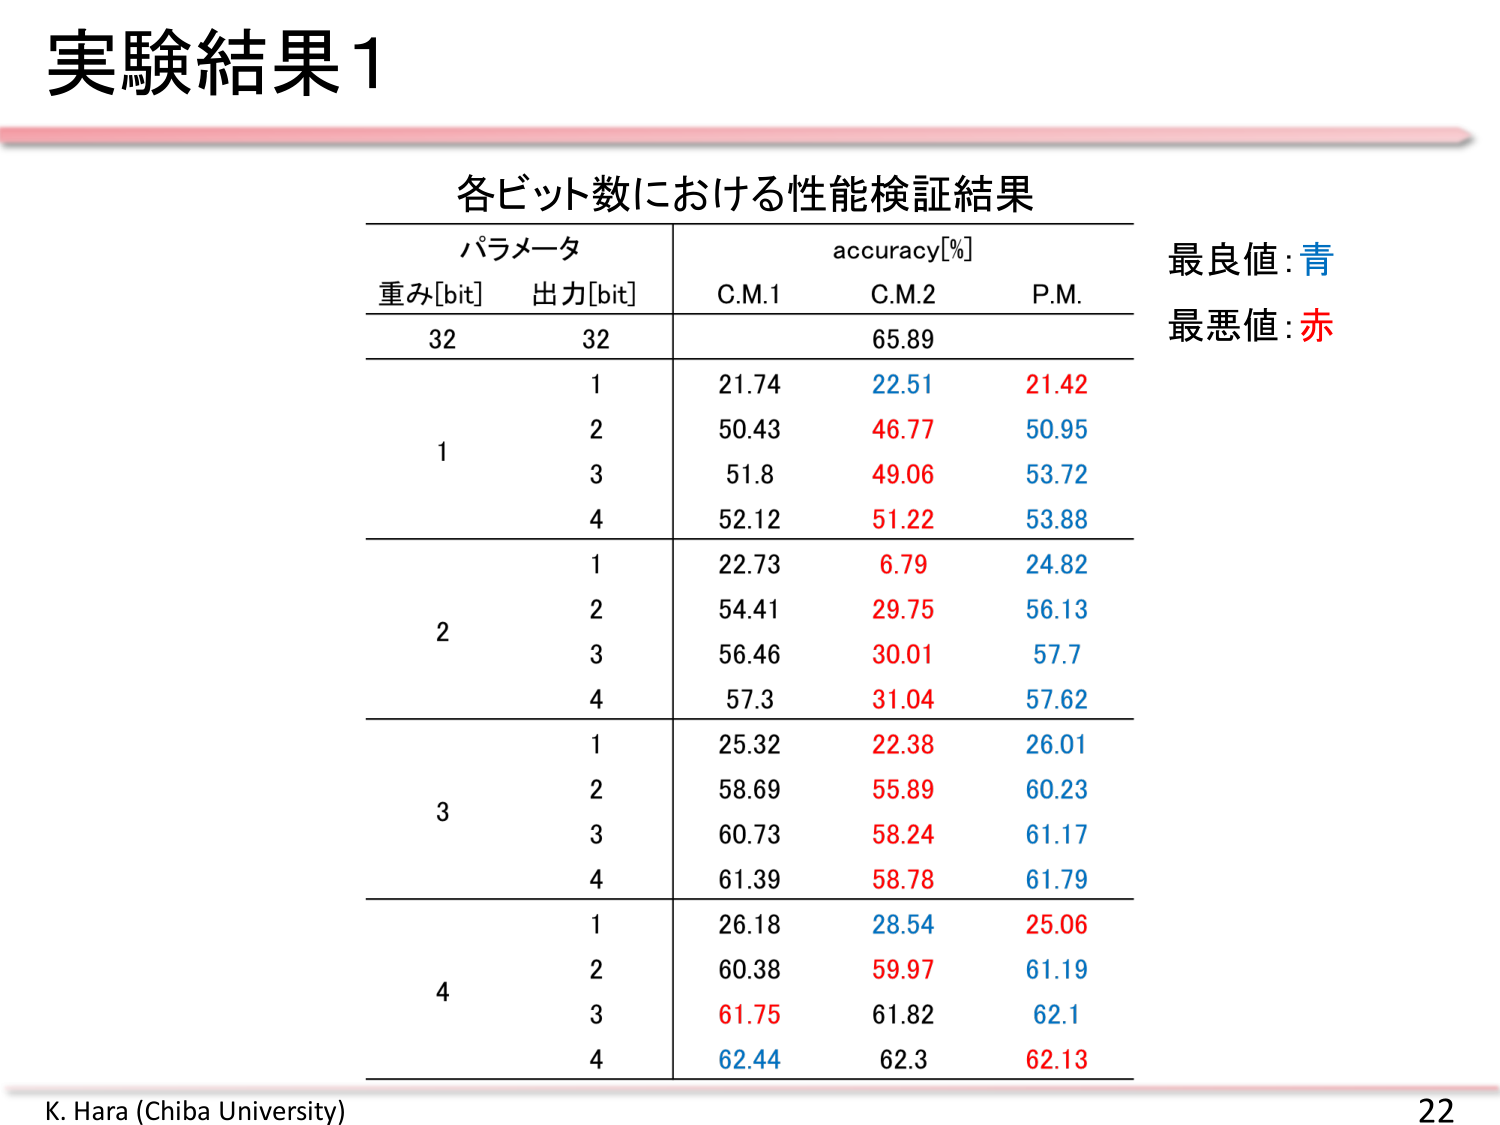 実験結果1
各ビット数における性能検証結果
パラメータ accuracy[%]
重み[bit] 出力[bit] C.M.1 C.M.2 P.M.
32 32 65.89
1 21.74 22.51 21.42
2 50.43 46.77 50.95
1
3 51.8 49.06 53.72
4 52.12 51.22 53.88
1 22.73 6.79 24.82
2 54.41 29.75 56.13
2
3 56.46 30.01 57.7
4 57.3 31.04 57.62
1 25.32 22.38 26.01
2 58.69 55.89 60.23
3
3 60.73 58.24 61.17
4 61.39 58.78 61.79
1 26.18 28.54 25.06
2 60.38 59.97 61.19
4
3 61.75 61.82 62.1
4 62.44 62.3 62.13
最良値:青
最悪値:赤
K. Hara (Chiba University)
22